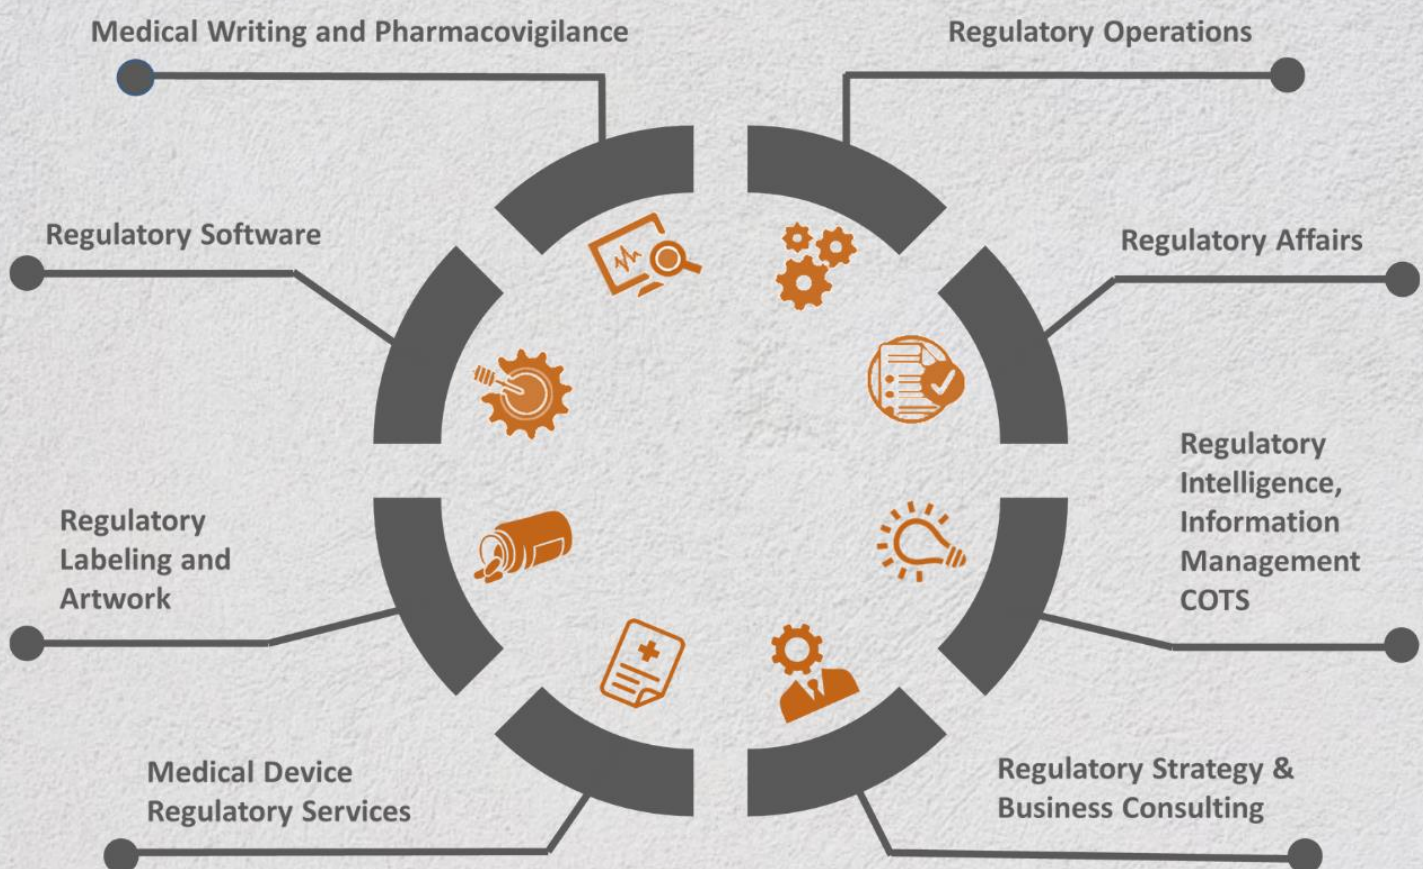 Medical Writing and Pharmacovigilance
Regulatory Operations
Regulatory Software
Regulatory Affairs
Regulatory
Intelligence,
Information
Management
COTS
Regulatory
Labeling and
Artwork
Medical Device
Regulatory Services
Regulatory Strategy &
Business Consulting